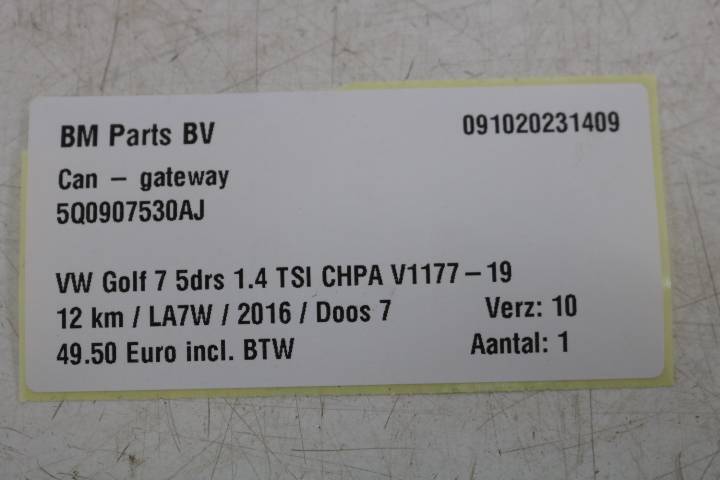 BM Parts BV 091020231409
Can - gateway
5Q0907530AJ
VW Golf 7 5drs 1.4 TSI CHPA V1177-19
12 km / LA7W / 2016 / Doos 7 Verz: 10
49.50 Euro incl. BTW Aantal: 1